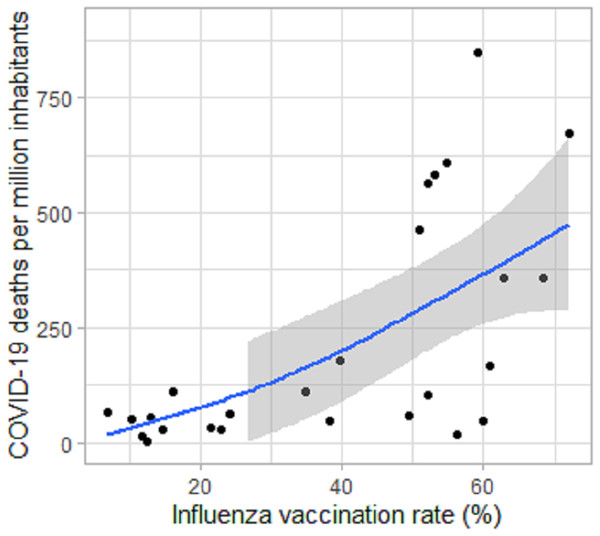 COVID-19 deaths per million inhabitants
750
500
250
0
20 40 60
Influenza vaccination rate (%)